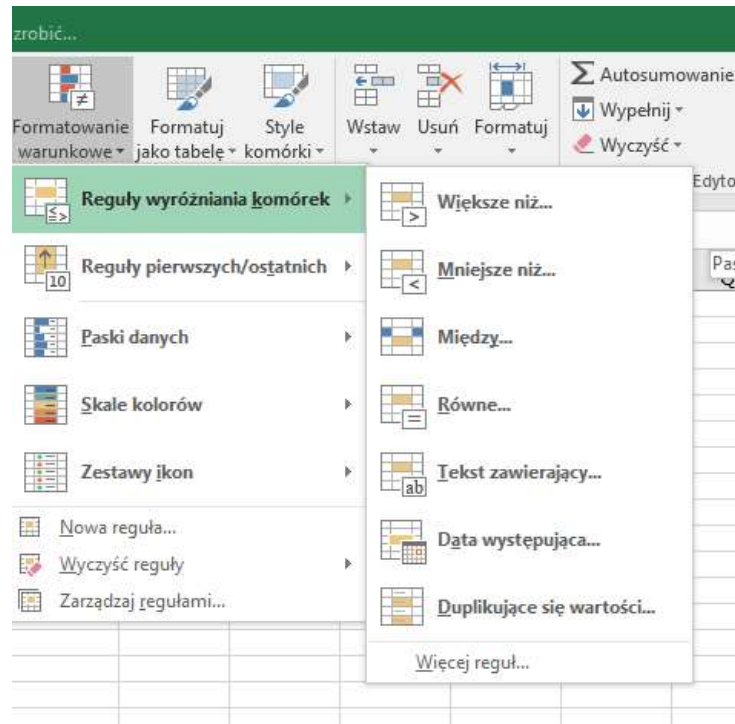 zrobić...
Formatowanie warunkowe
Formatuj jako tabelę
Style komórki
Wstaw
Usuń
Formatuj
Σ Autosumowanie
Wypełnij
Wyczyść
Edyto
Reguły wyróżniania komórek
Reguły pierwszych/ostatnich
10
Paski danych
Skale kolorów
Zestawy ikon
Nowa reguła...
Wyczyść reguły
Zarządzaj regułami...
Większe niż...
Mniejsze niż...
Między...
Równe...
ab
Tekst zawierający...
Data występująca...
Duplikujące się wartości...
Więcej reguł...
Pas